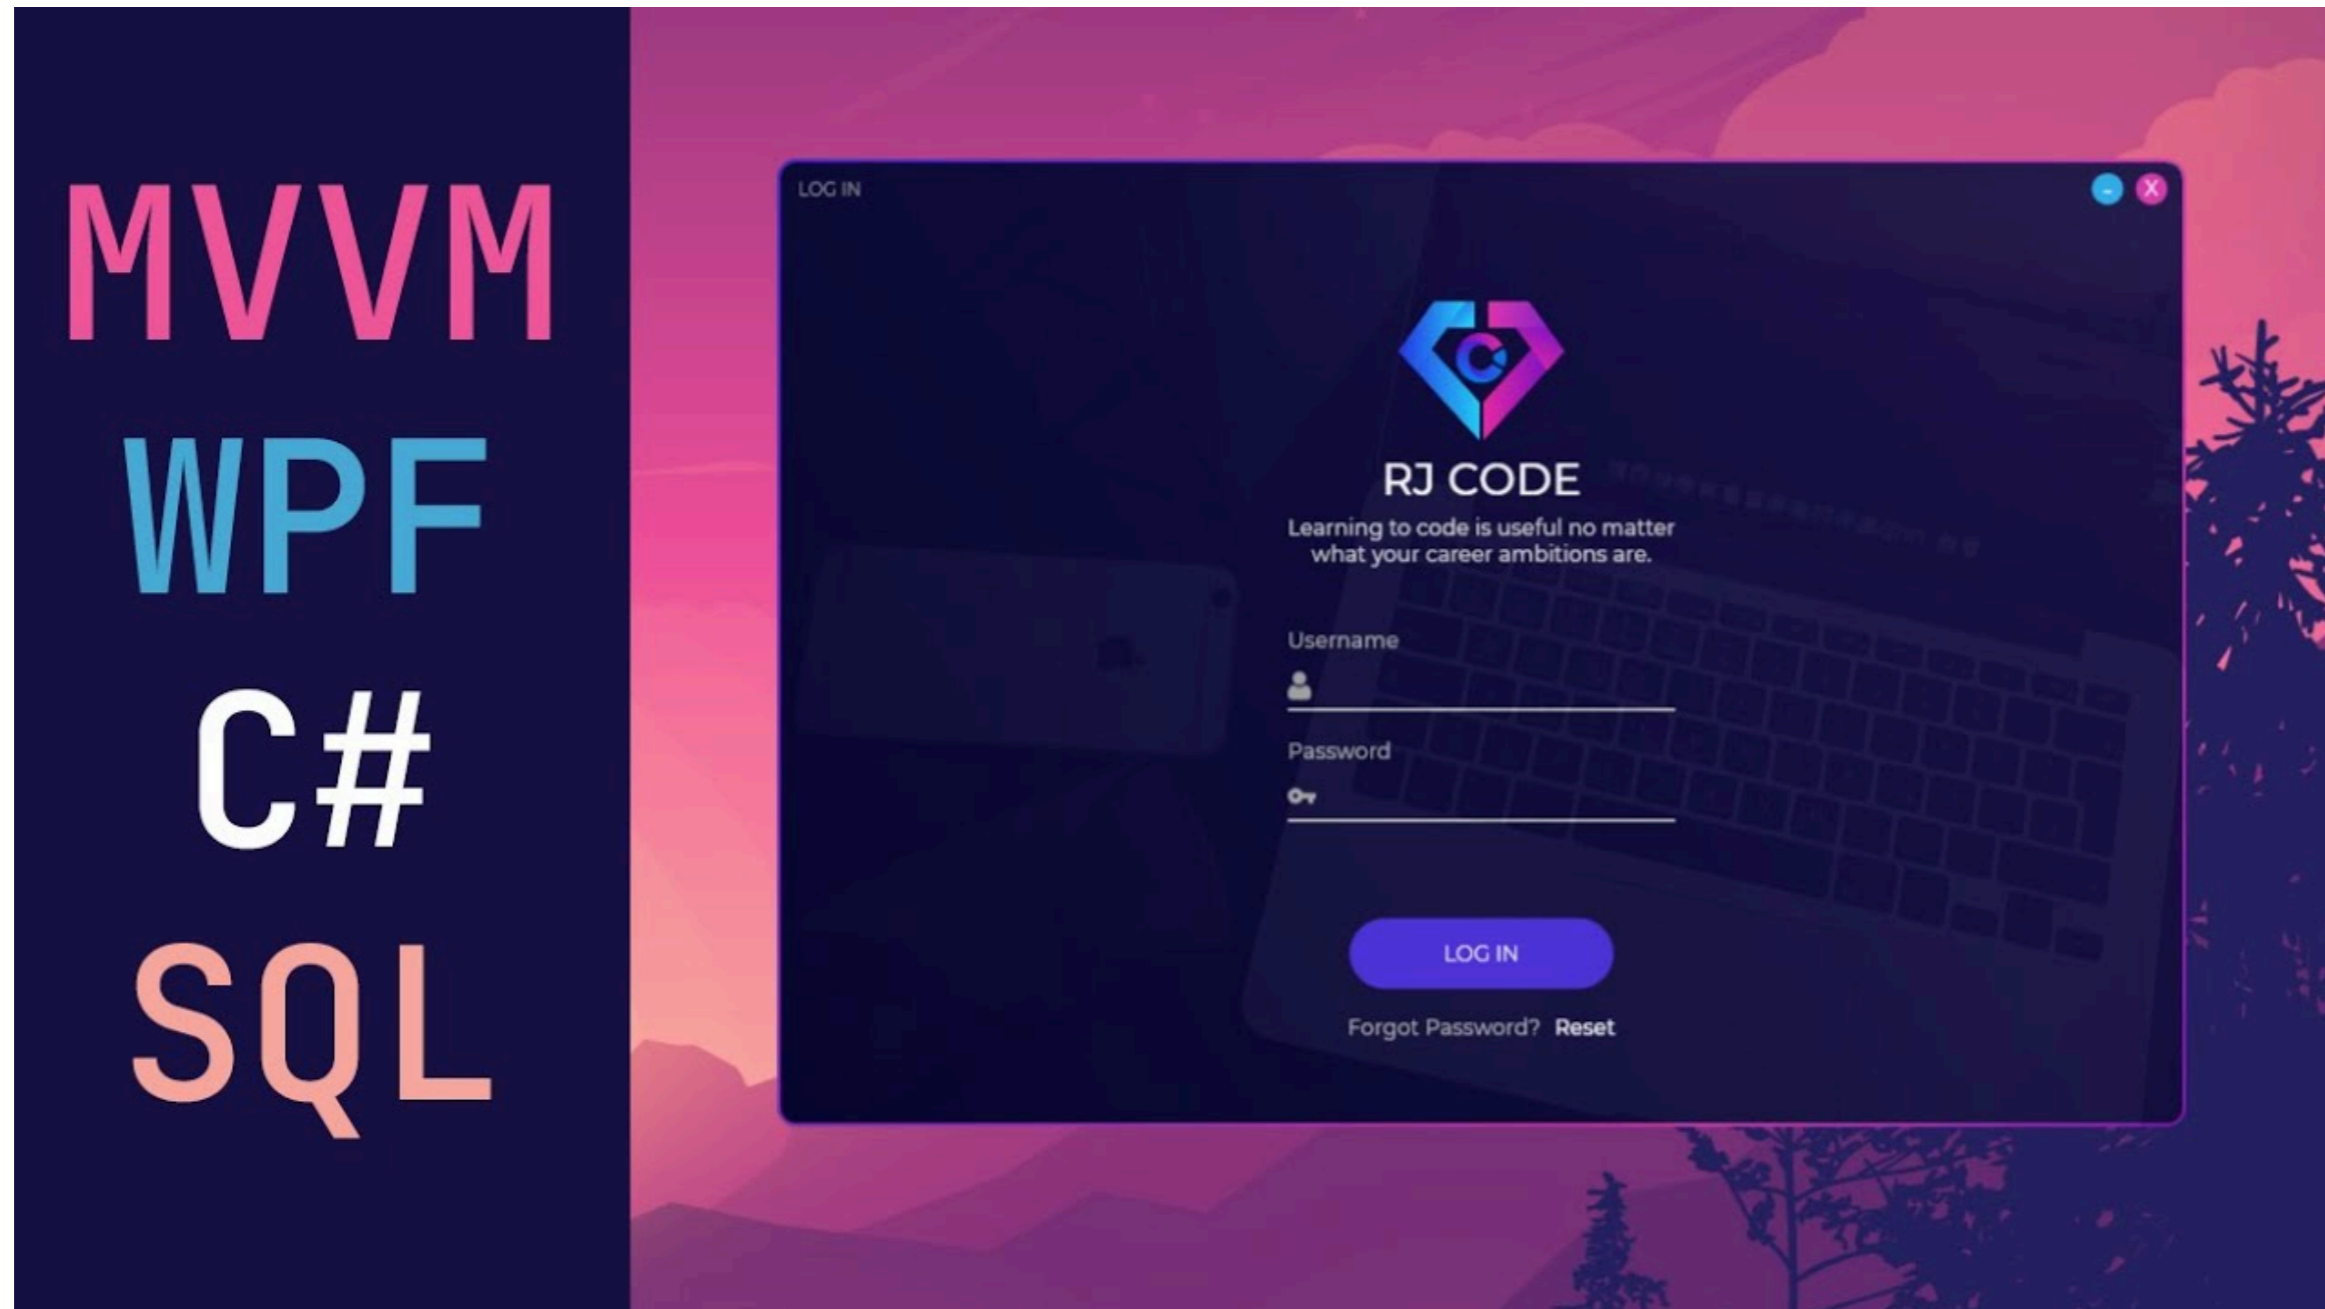 MVVM
WPF
C#
SQL
LOG IN
- X
C
RJ CODE
Learning to code is useful no matter
what your career ambitions are.
Username
Password
LOG IN
Forgot Password? Reset